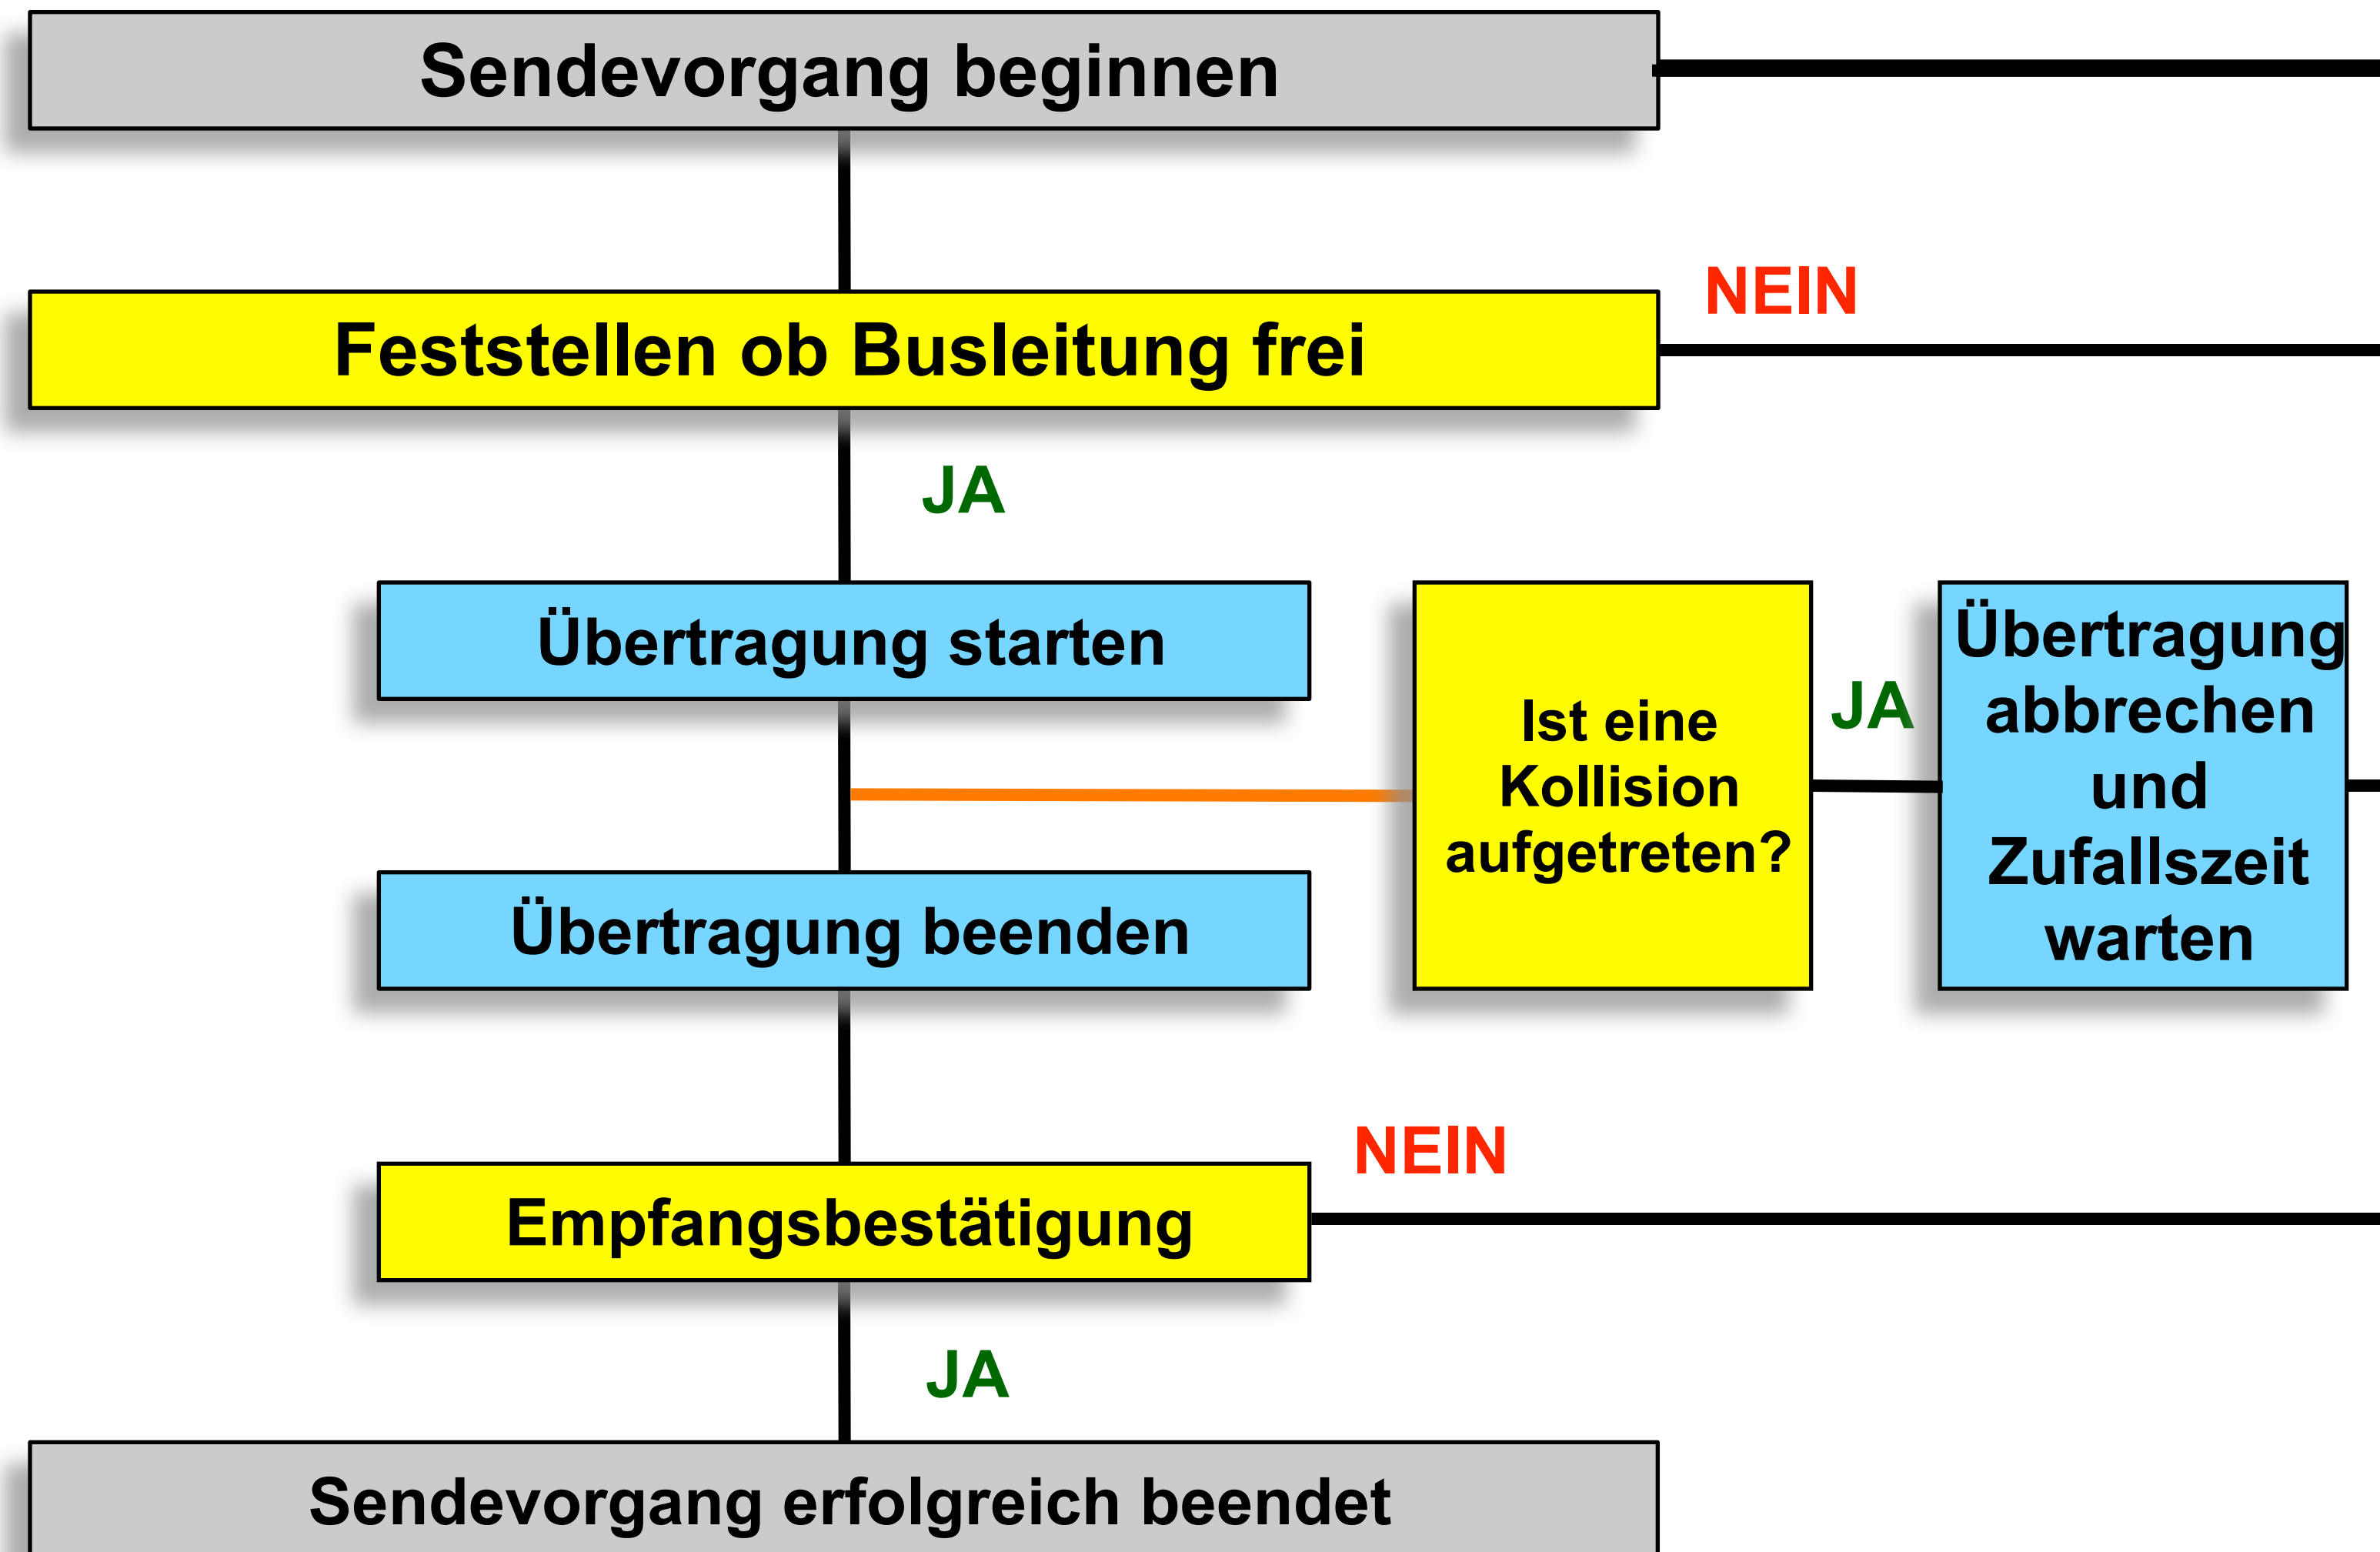 Sendevorgang beginnen
NEIN
Feststellen ob Busleitung frei
JA
Übertragung starten
Ist eine
Kollision
aufgetreten?
JA
Übertragung
abbrechen
und
Zufallszeit
warten
Übertragung beenden
NEIN
Empfangsbestätigung
JA
Sendevorgang erfolgreich beendet